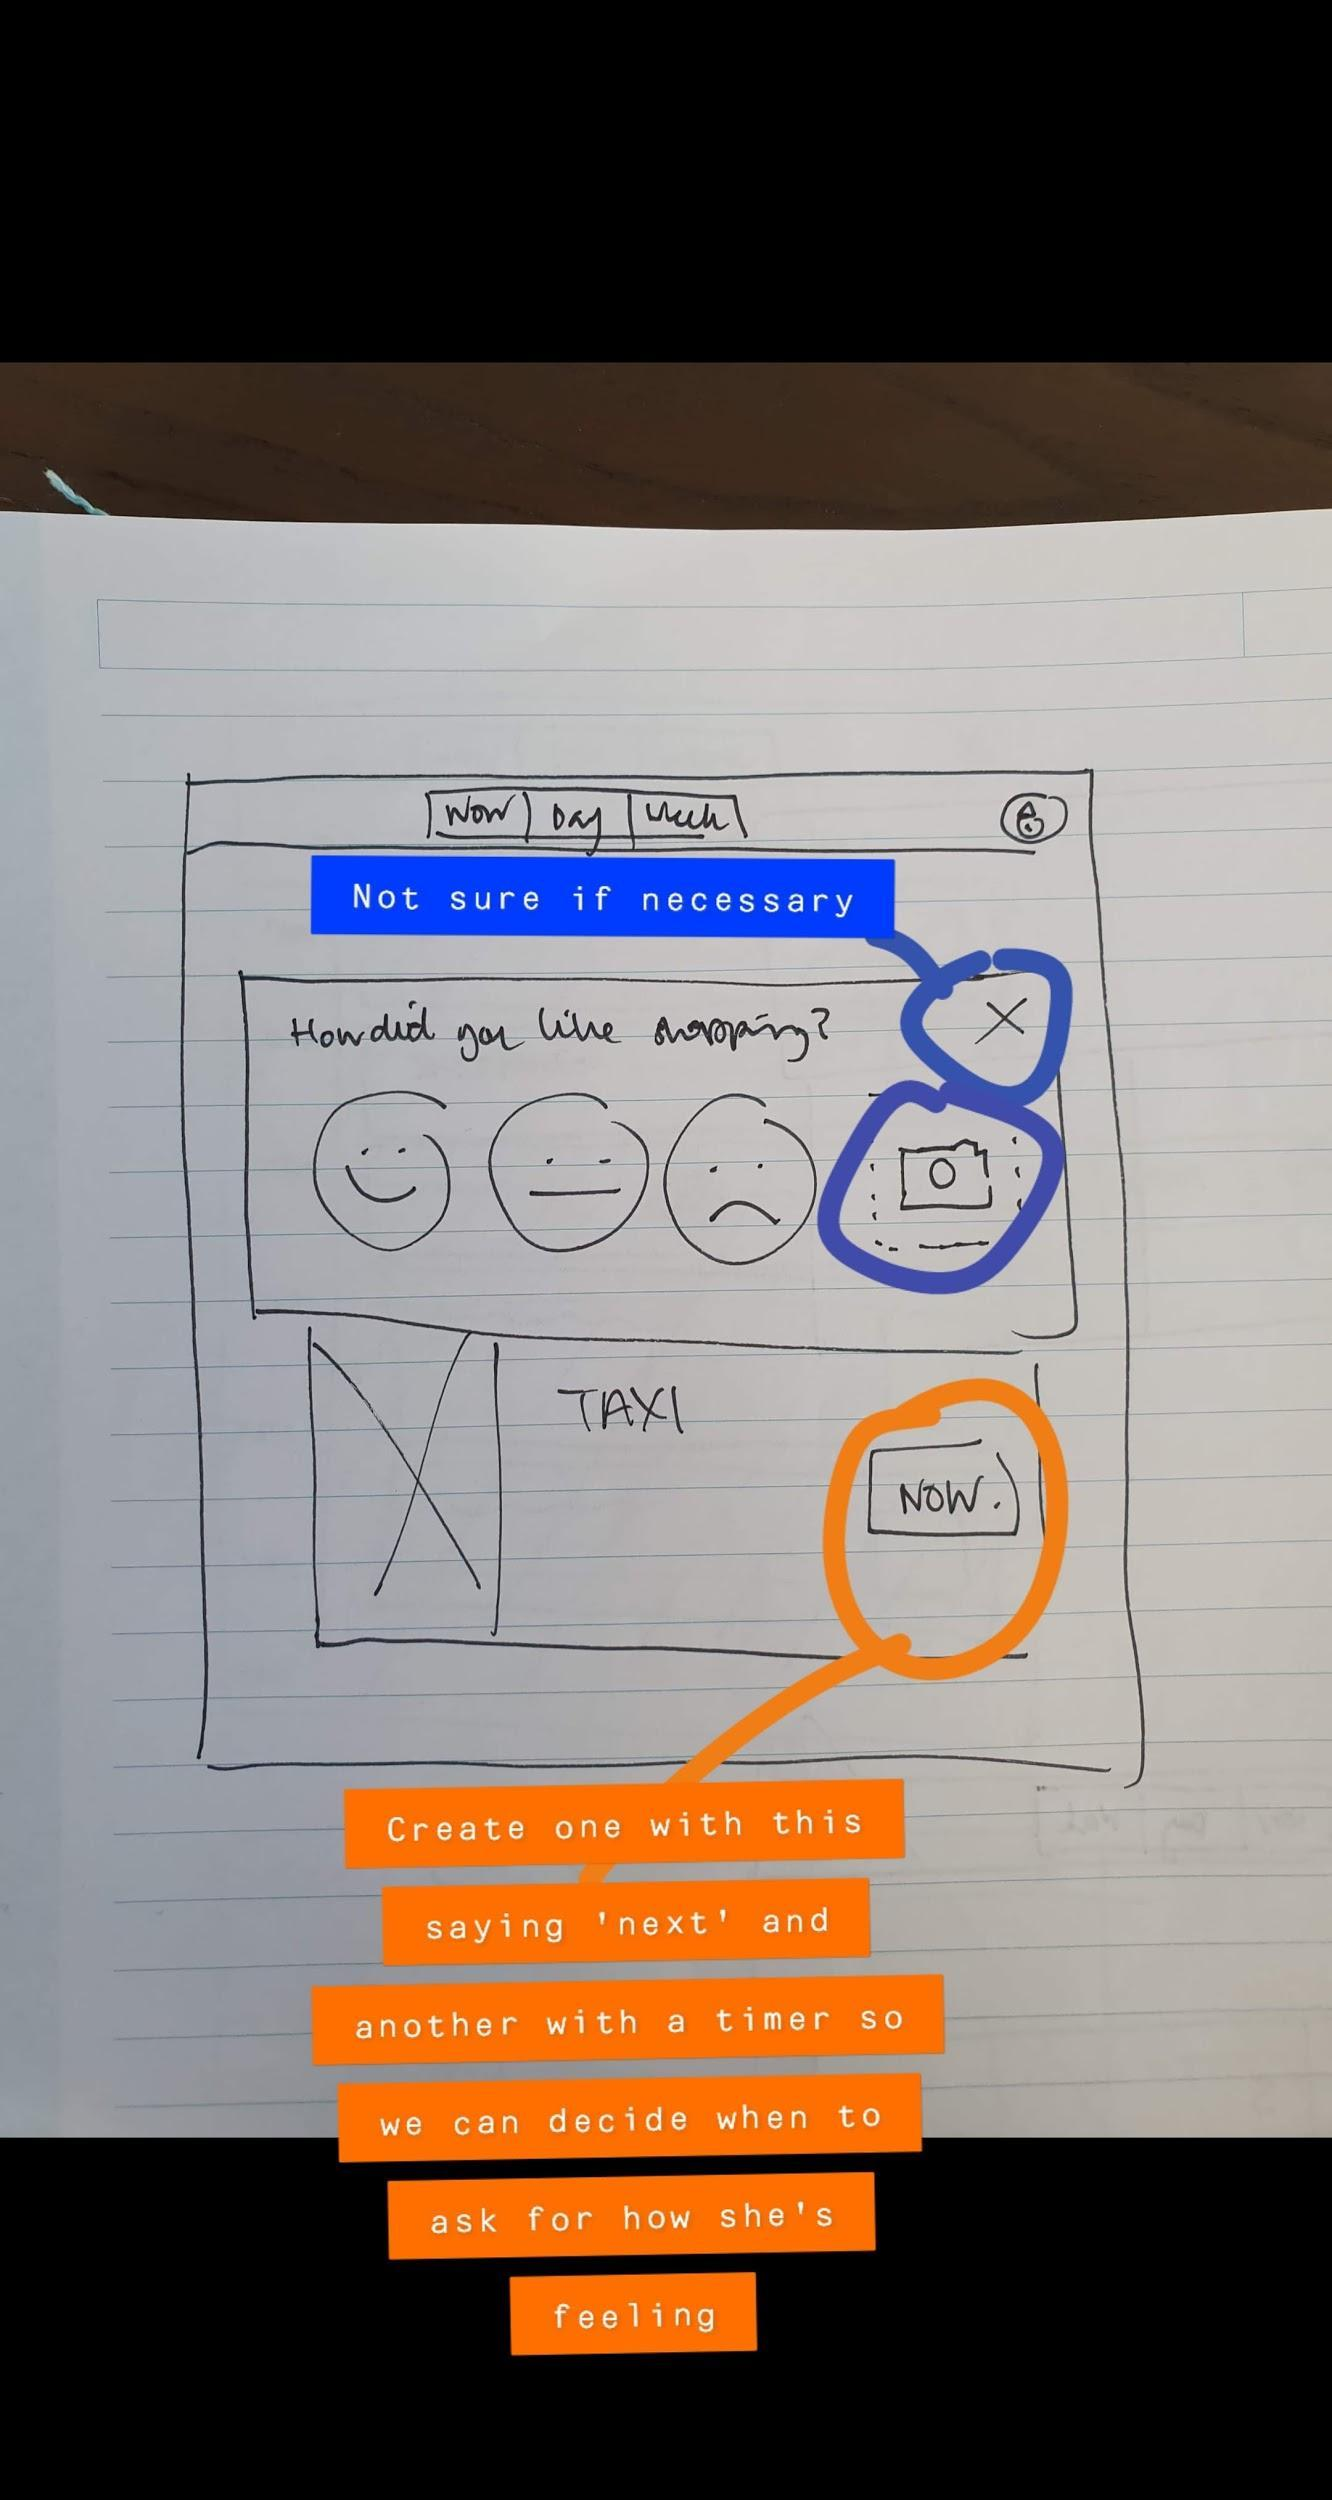 Now Day Week
Not sure if necessary
How did you like shopping?
TAXI
NOW.
Create one with this
saying 'next' and
another with a timer so
we can decide when to
ask for how she's
feeling